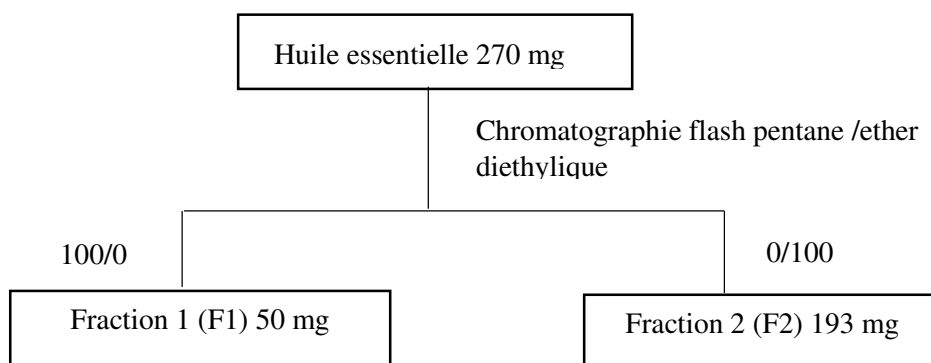 Huile essentielle 270 mg
Chromatographie flash pentane /ether
diethylique
100/0
0/100
Fraction 1 (F1) 50 mg
Fraction 2 (F2) 193 mg